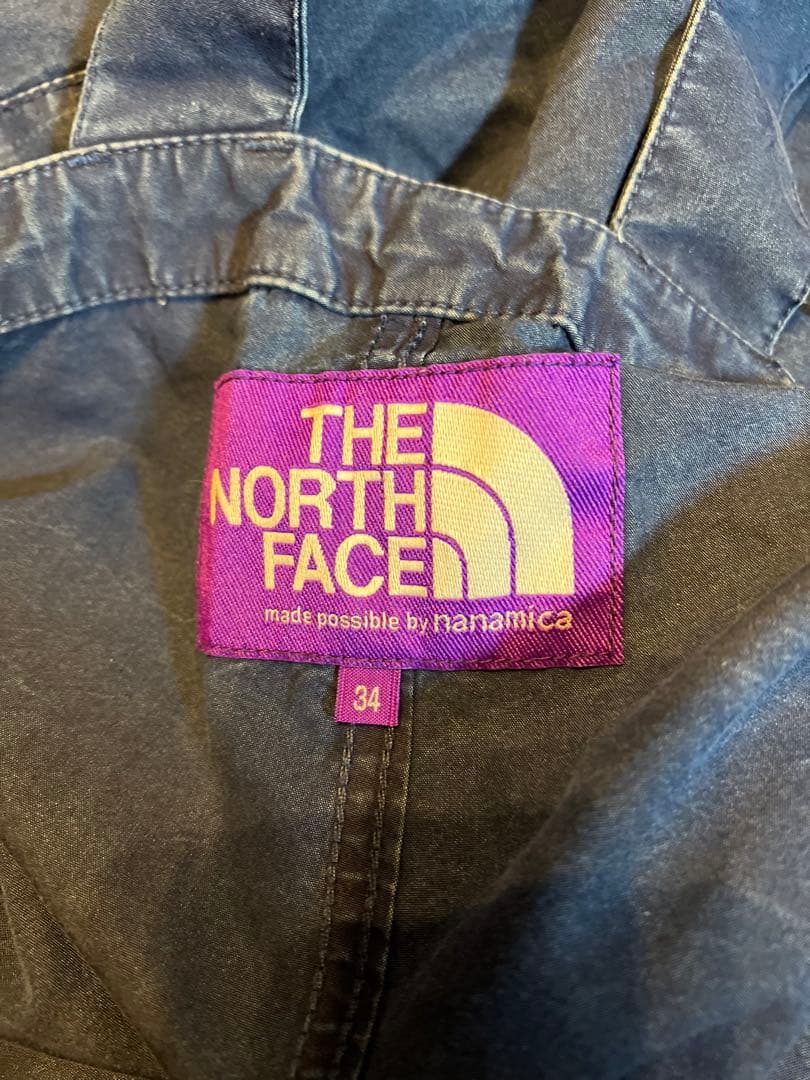 THE
NORTH
FACE
made possible by nanamica
34